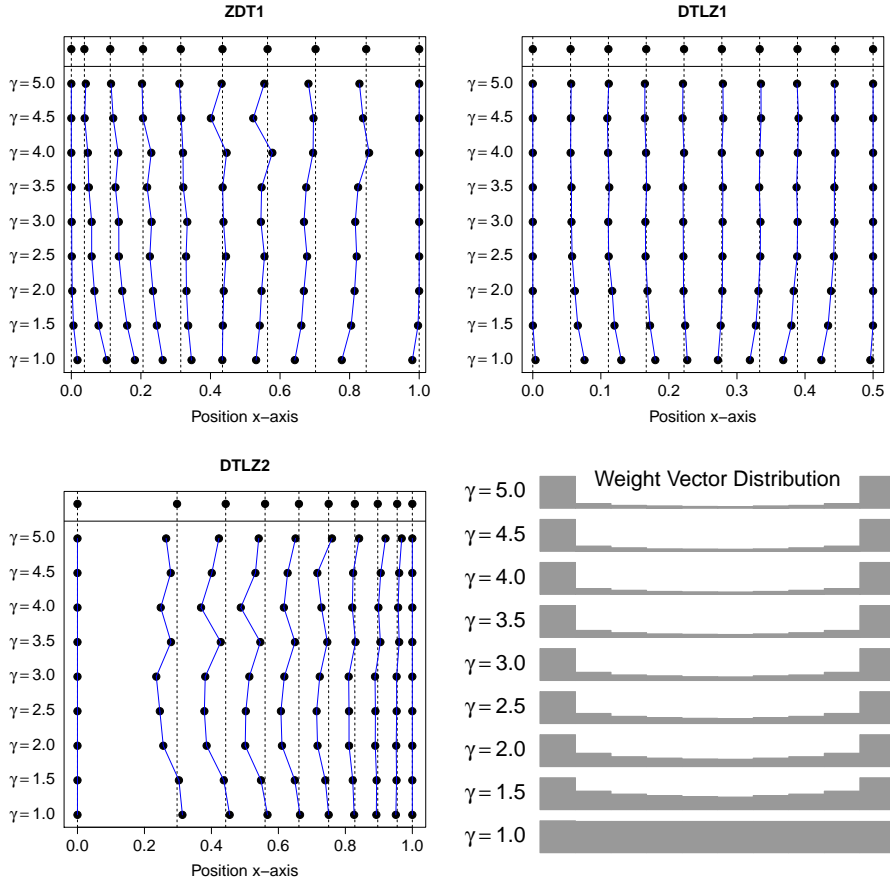 ZDT1
γ = 5.0
γ = 4.5
γ = 4.0
γ = 3.5
γ = 3.0
γ = 2.5
γ = 2.0
γ = 1.5
γ = 1.0
0.0 0.2 0.4 0.6 0.8 1.0
Position x−axis
DTLZ1
γ = 5.0
γ = 4.5
γ = 4.0
γ = 3.5
γ = 3.0
γ = 2.5
γ = 2.0
γ = 1.5
γ = 1.0
0.0 0.1 0.2 0.3 0.4 0.5
Position x−axis
DTLZ2
γ = 5.0
γ = 4.5
γ = 4.0
γ = 3.5
γ = 3.0
γ = 2.5
γ = 2.0
γ = 1.5
γ = 1.0
0.0 0.2 0.4 0.6 0.8 1.0
Position x−axis
Weight Vector Distribution
γ = 5.0
γ = 4.5
γ = 4.0
γ = 3.5
γ = 3.0
γ = 2.5
γ = 2.0
γ = 1.5
γ = 1.0